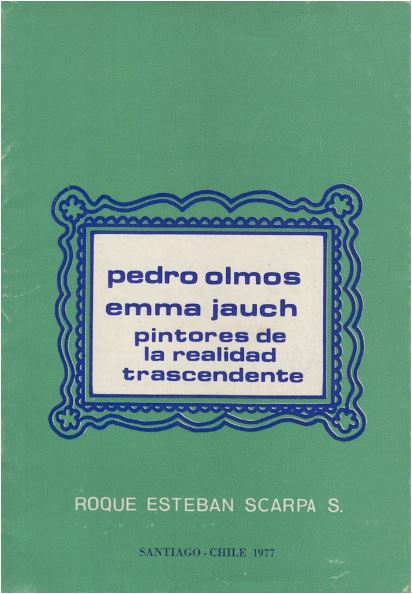 pedro olmos
emma jauch
pintores de
la realidad
trascendente
ROQUE ESTEBAN SCARPA S.
SANTIAGO - CHILE 1977